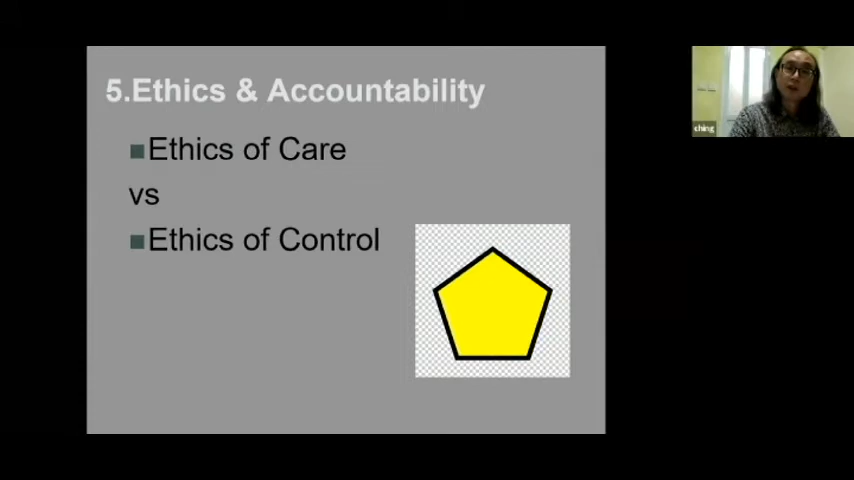 5.Ethics & Accountability
■Ethics of Care
vs
■Ethics of Control
ching